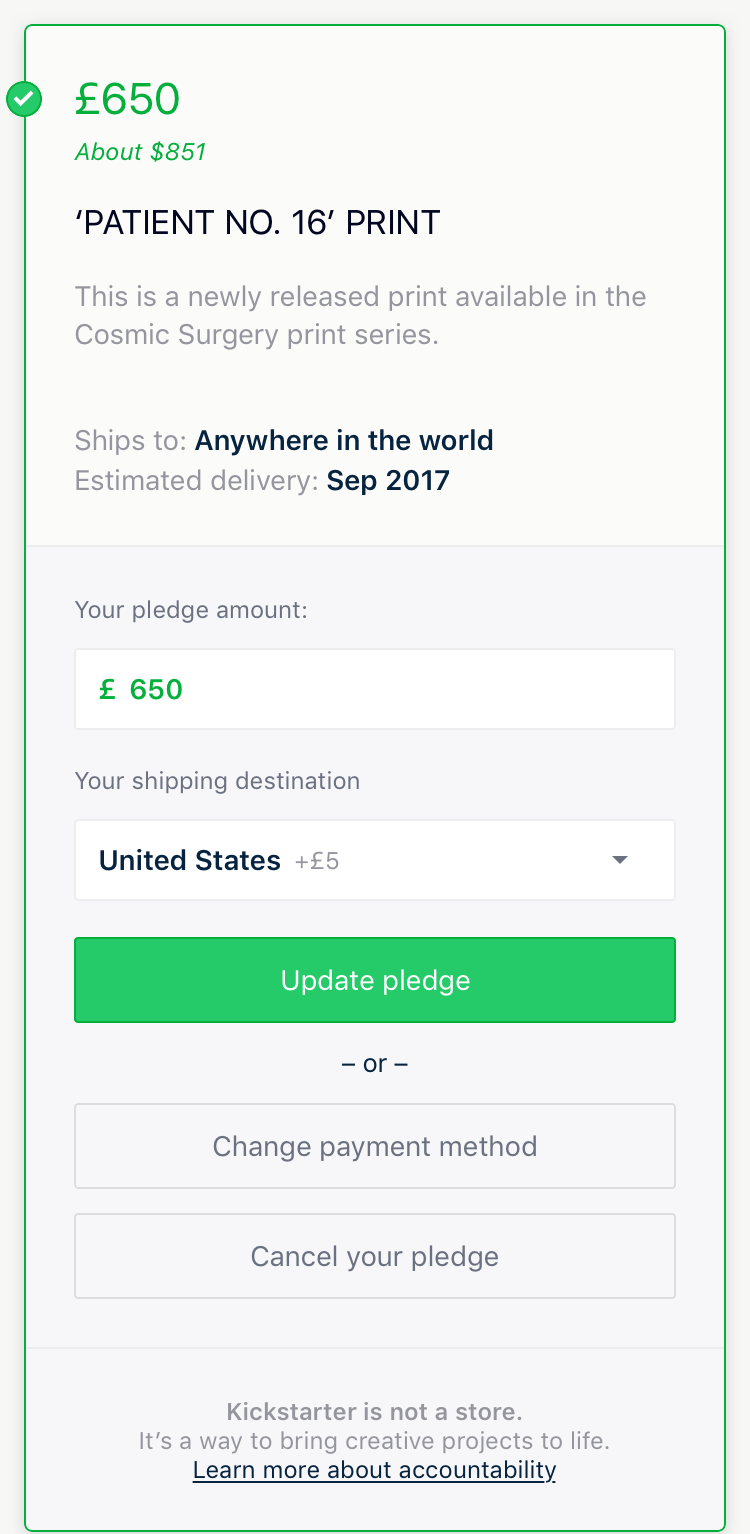 £650
About $851
‘PATIENT NO. 16’ PRINT
This is a newly released print available in the
Cosmic Surgery print series.
Ships to: Anywhere in the world
Estimated delivery: Sep 2017
Your pledge amount:
£ 650
Your shipping destination
United States +£5
Update pledge
– or –
Change payment method
Cancel your pledge
Kickstarter is not a store.
It’s a way to bring creative projects to life.
Learn more about accountability